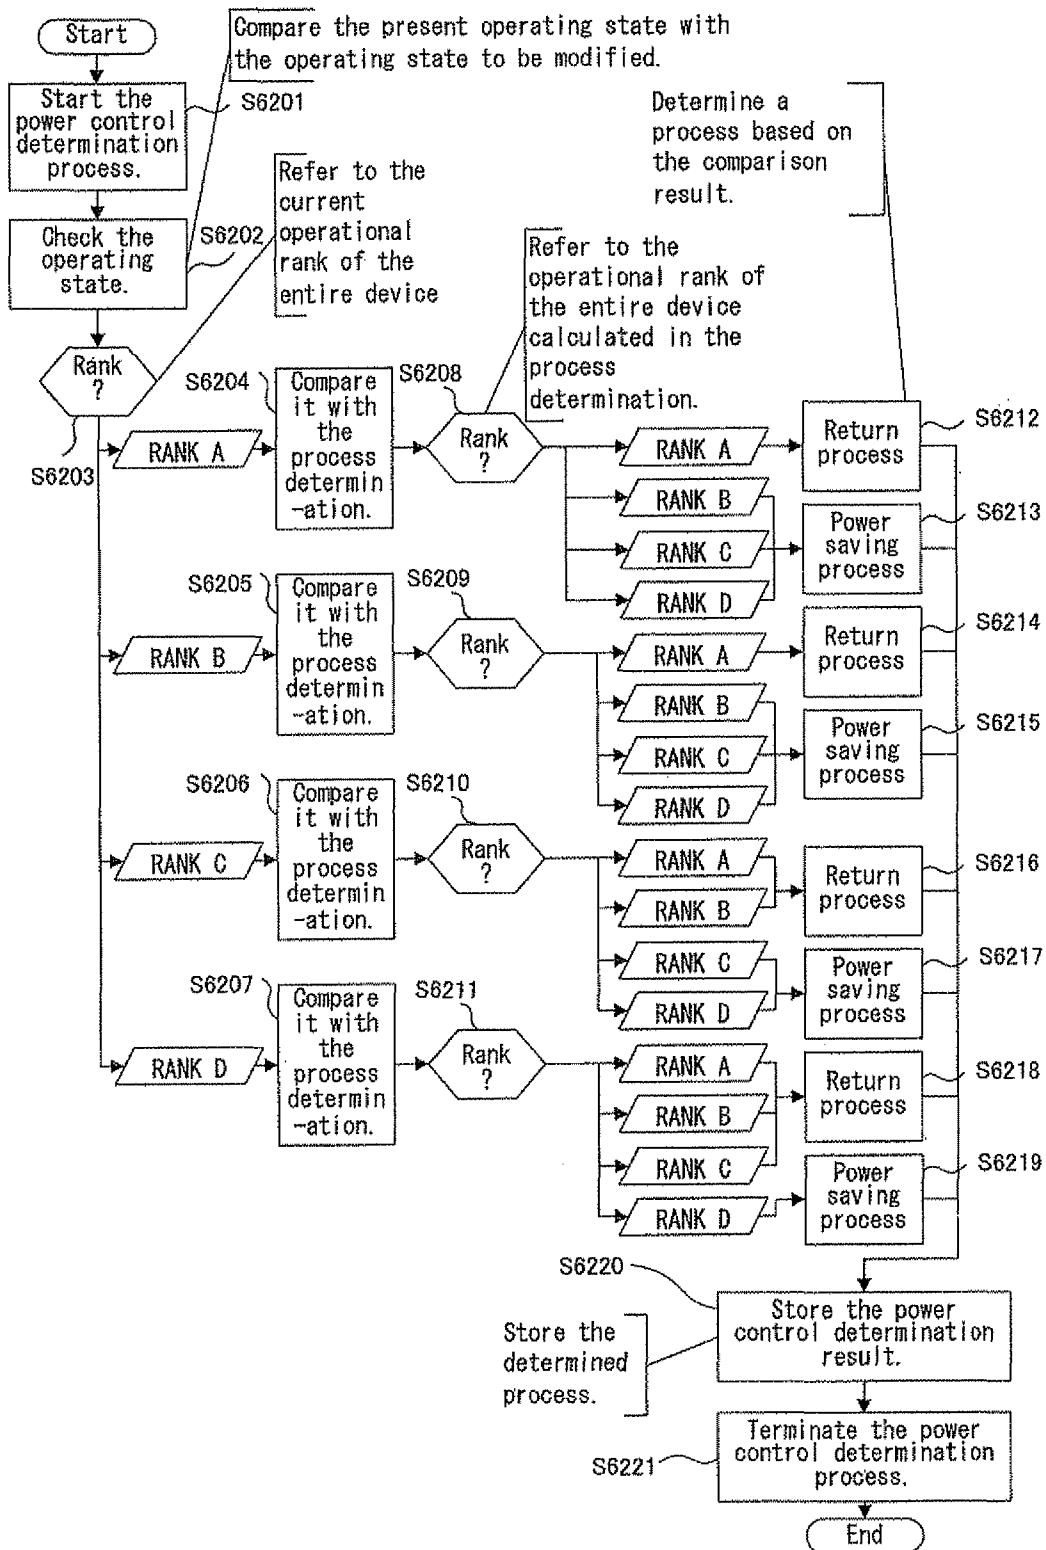 Start
Compare the present operating state with
the operating state to be modified.
Start the
power control
determination
process.
S6201
Determine a
process based on
the comparison
result.
Refer to the
current
operational
rank of the
entire device
Check the
operating
state.
S6202
Refer to the
operational rank of
the entire device
calculated in the
process
determination.
Rank
?
S6203
RANK A
S6204
Compare
it with
the
process
determin
-ation.
S6208
Rank
?
RANK A
RANK B
RANK C
RANK D
Return
process
S6212
Power
saving
process
S6213
RANK B
S6205
Compare
it with
the
process
determin
-ation.
S6209
Rank
?
RANK A
RANK B
RANK C
RANK D
Return
process
S6214
Power
saving
process
S6215
RANK C
S6206
Compare
it with
the
process
determin
-ation.
S6210
Rank
?
RANK A
RANK B
RANK C
RANK D
Return
process
S6216
Power
saving
process
S6217
RANK D
S6207
Compare
it with
the
process
determin
-ation.
S6211
Rank
?
RANK A
RANK B
RANK C
RANK D
Return
process
S6218
Power
saving
process
S6219
S6220
Store the power
control determination
result.
Store the
determined
process.
Terminate the power
control determination
process.
S6221
End